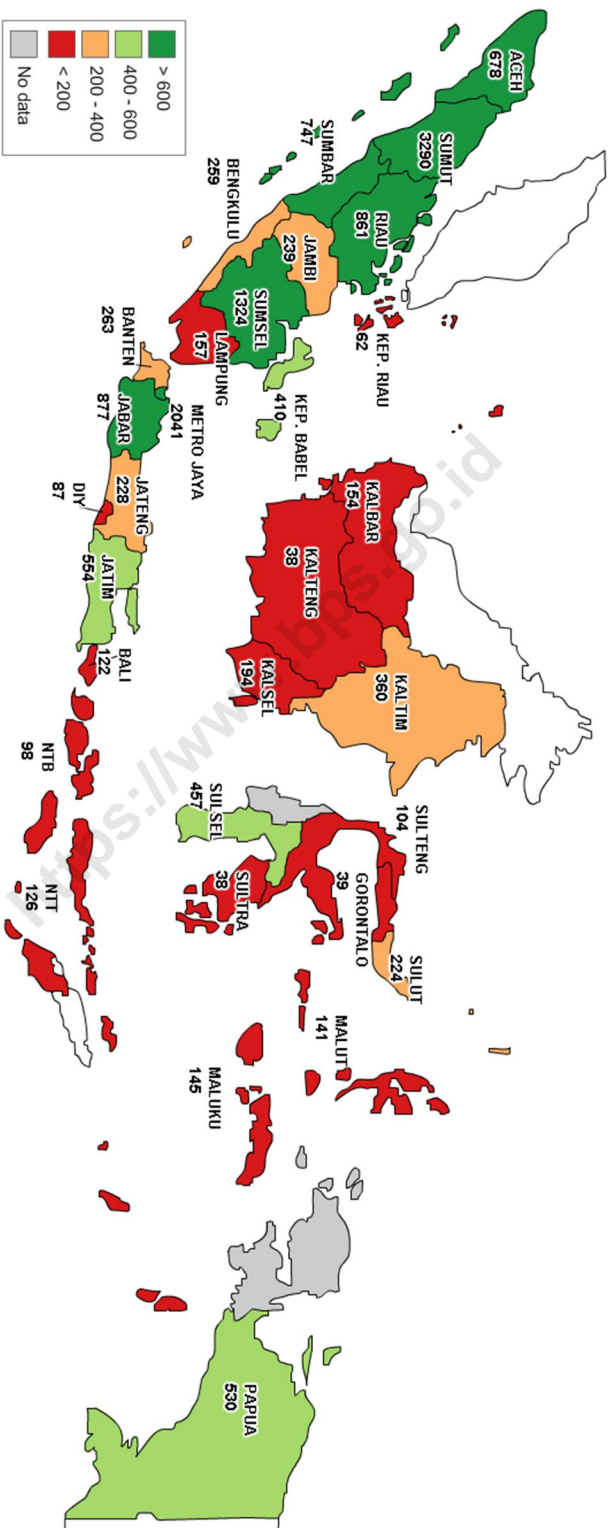 ACEH
678
SUMUT
3290
SUMBAR
747
RIAU
861
KEP. RIAU
62
JAMBI
239
BENGKULU
259
SUMSEL
1324
KEP. BABEL
410
LAMPUNG
157
BANTEN
263
METRO JAYA
2041
JABAR
877
JATENG
228
DIY
87
JATIM
554
BALI
122
NTB
98
NTT
126
KALBAR
154
KALTENG
38
KALSEL
194
KALTIM
360
SULTENG
104
GORONTALO
39
SULUT
224
SULSEL
457
SULTRA
38
MALUT
141
MALUKU
145
PAPUA
530
> 600
400 - 600
200 - 400
< 200
No data
https://www.bps.go.id